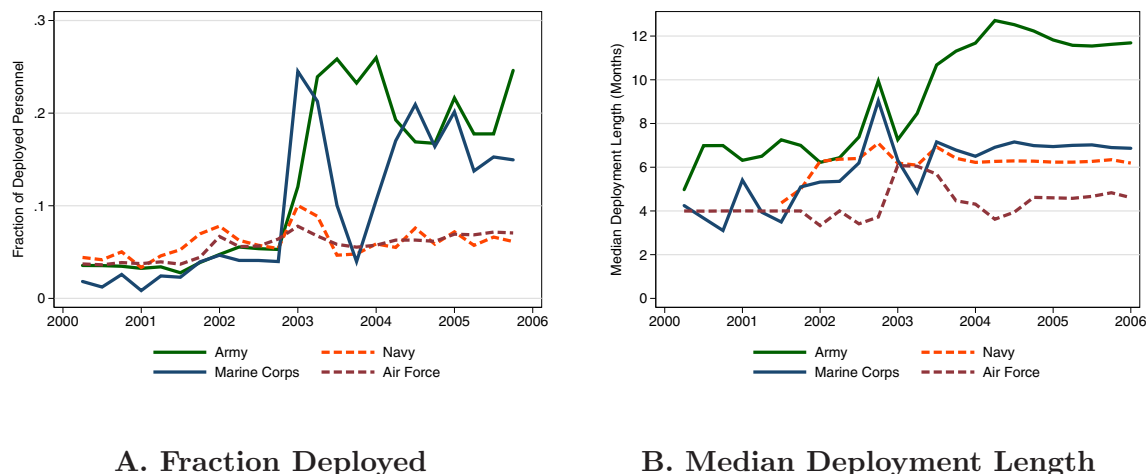 Fraction of Deployed Personnel
.3
.2
.1
0
2000 2001 2002 2003 2004 2005 2006
Army Navy
Marine Corps Air Force
A. Fraction Deployed
Median Deployment Length (Months)
12
10
8
6
4
2
0
2000 2001 2002 2003 2004 2005 2006
Army Navy
Marine Corps Air Force
B. Median Deployment Length